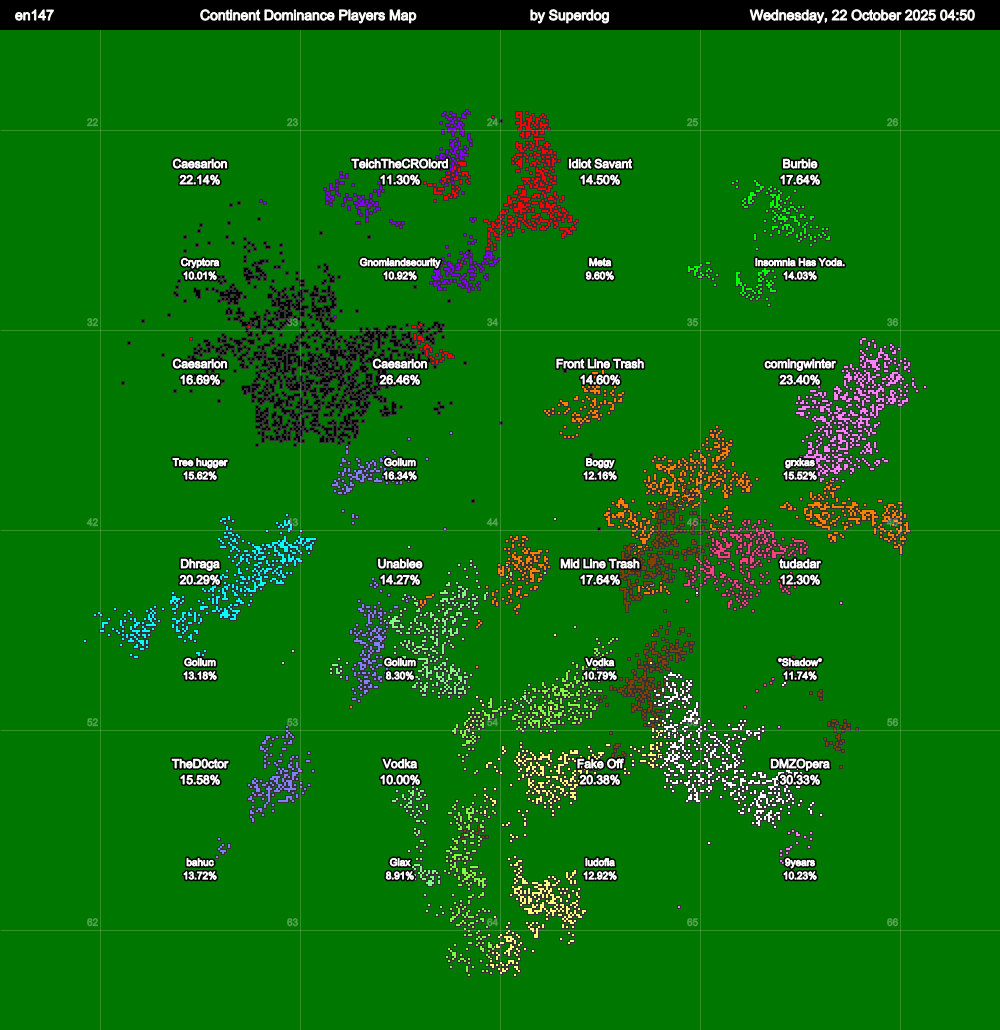 en147 Continent Dominance Players Map by Superdog Wednesday, 22 October 2025 04:50
22 23 24 25
Caesarion TeichTheCROlord Idiot Savant Burbie
22.14% 11.30% 14.50% 17.64%
Cryptora Gnomlandsecurity Meta Insomnia Has Yoda.
10.01% 10.92% 9.60% 14.03%
32 33 34 35 36
Caesarion Caesarion Front Line Trash comingwinter
16.69% 26.46% 14.60% 23.40%
Tree hugger Gollum Boggy grxkas
15.62% 16.34% 12.16% 15.52%
42 43 44 45 46
Dhraga Unablee Mid Line Trash tudadar
20.29% 14.27% 17.64% 12.30%
Gollum Gollum Vodka "Shadow"
13.18% 8.30% 10.79% 11.74%
52 53 54 56
TheD0ctor Vodka Fake Off DMZOpera
15.58% 10.00% 20.38% 30.33%
bahuc Glax ludofia 9years
13.72% 8.91% 12.92% 10.23%
62 63 64 65 66